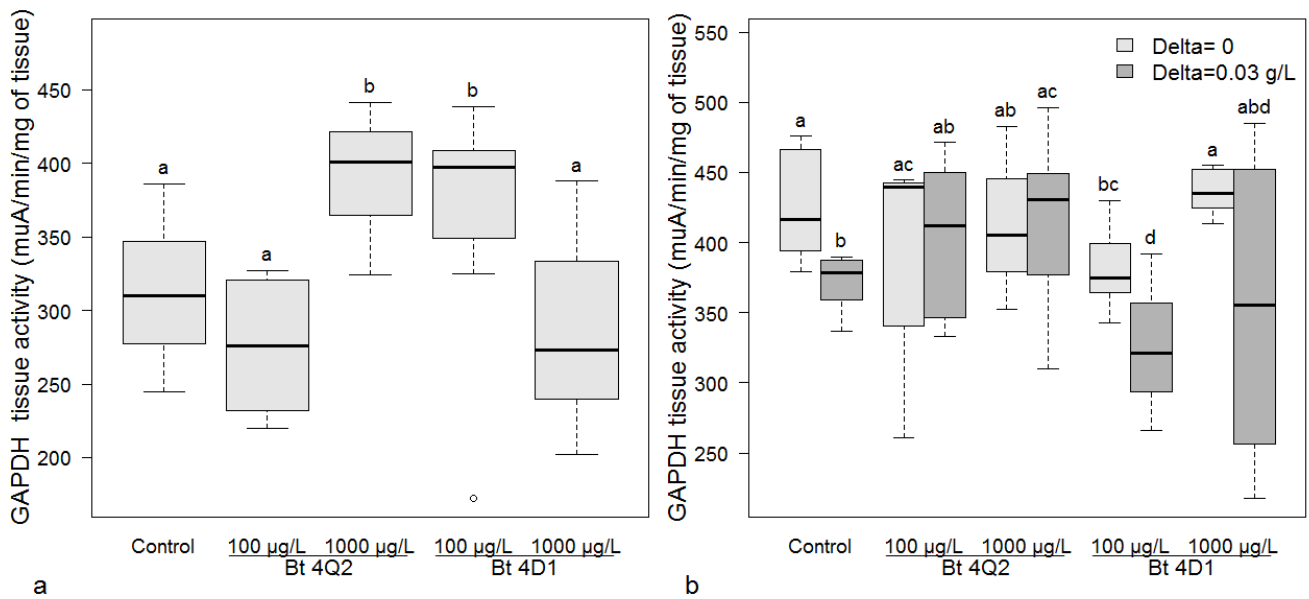 GAPDH tissue activity (muA/min/mg of tissue)
450
400
350
300
250
200
a
a
b
b
a
Control
100 µg/L
1000 µg/L
100 µg/L
1000 µg/L
Bt 4Q2
Bt 4D1
a
GAPDH tissue activity (muA/min/mg of tissue)
550
500
450
400
350
300
250
Delta= 0
Delta=0.03 g/L
a
b
ac
ab
ab
ac
bc
d
a
abd
Control
100 µg/L
1000 µg/L
100 µg/L
1000 µg/L
Bt 4Q2
Bt 4D1
b